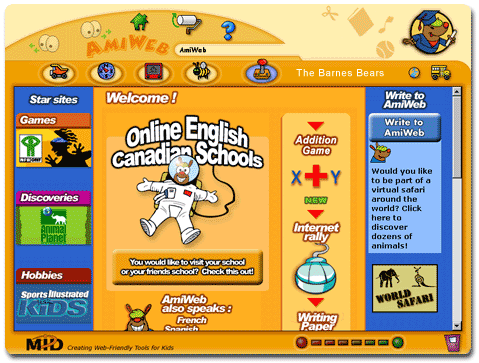 AMIWEB
AmiWeb
The Barnes Bears
Star sites
Games
Discoveries
Animal
Planet
Hobbies
Sports Illustrated
KiDS
Welcome !
Online English
Canadian Schools
You would like to visit your school
or your friends school? Check this out!
AmiWeb
also speaks :
French
Spanish
Addition
Game
X + Y
NEW
Internet
rally
Writing
Paper
Write to
AmiWeb
Write to
AmiWeb
Would you like
to be part of a
virtual safari
around the
world? Click
here to
discover
dozens of
animals!
WORLD
SAFARI
MID Creating Web-Friendly Tools for Kids